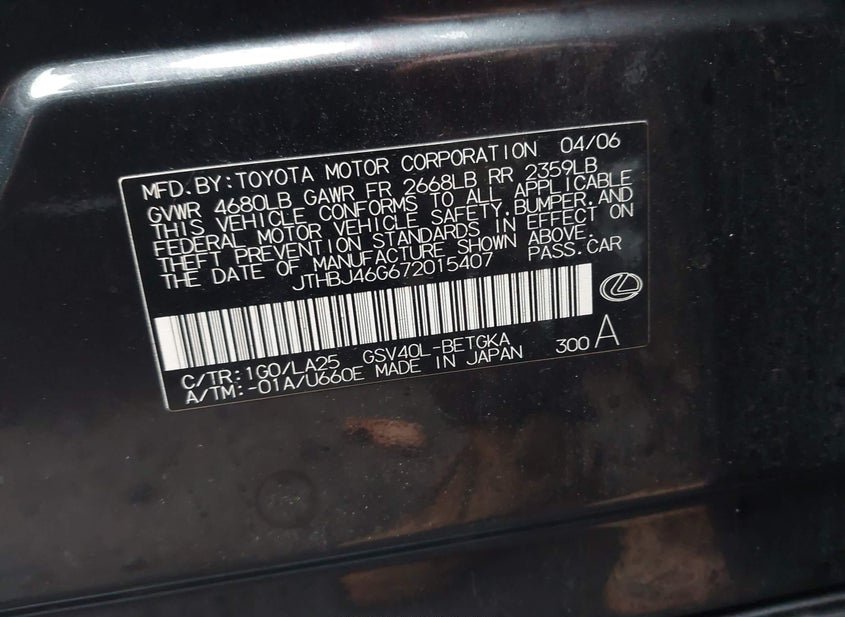 MFD.BY:TOYOTA MOTOR CORPORATION 04/06
GVWR 4680LB GAWR FR 2668LB RR 2359LB
THIS VEHICLE CONFORMS TO ALL APPLICABLE
FEDERAL MOTOR VEHICLE SAFETY,BUMPER,AND
THEFT PREVENTION STANDARDS IN EFFECT ON
THE DATE OF MANUFACTURE SHOWN ABOVE.
JTHBJ46G672015407 PASS.CAR
C/TR:1G0/LA25 GSV40L-BETGKA
A/TM:-01A/U660E MADE IN JAPAN 300 A